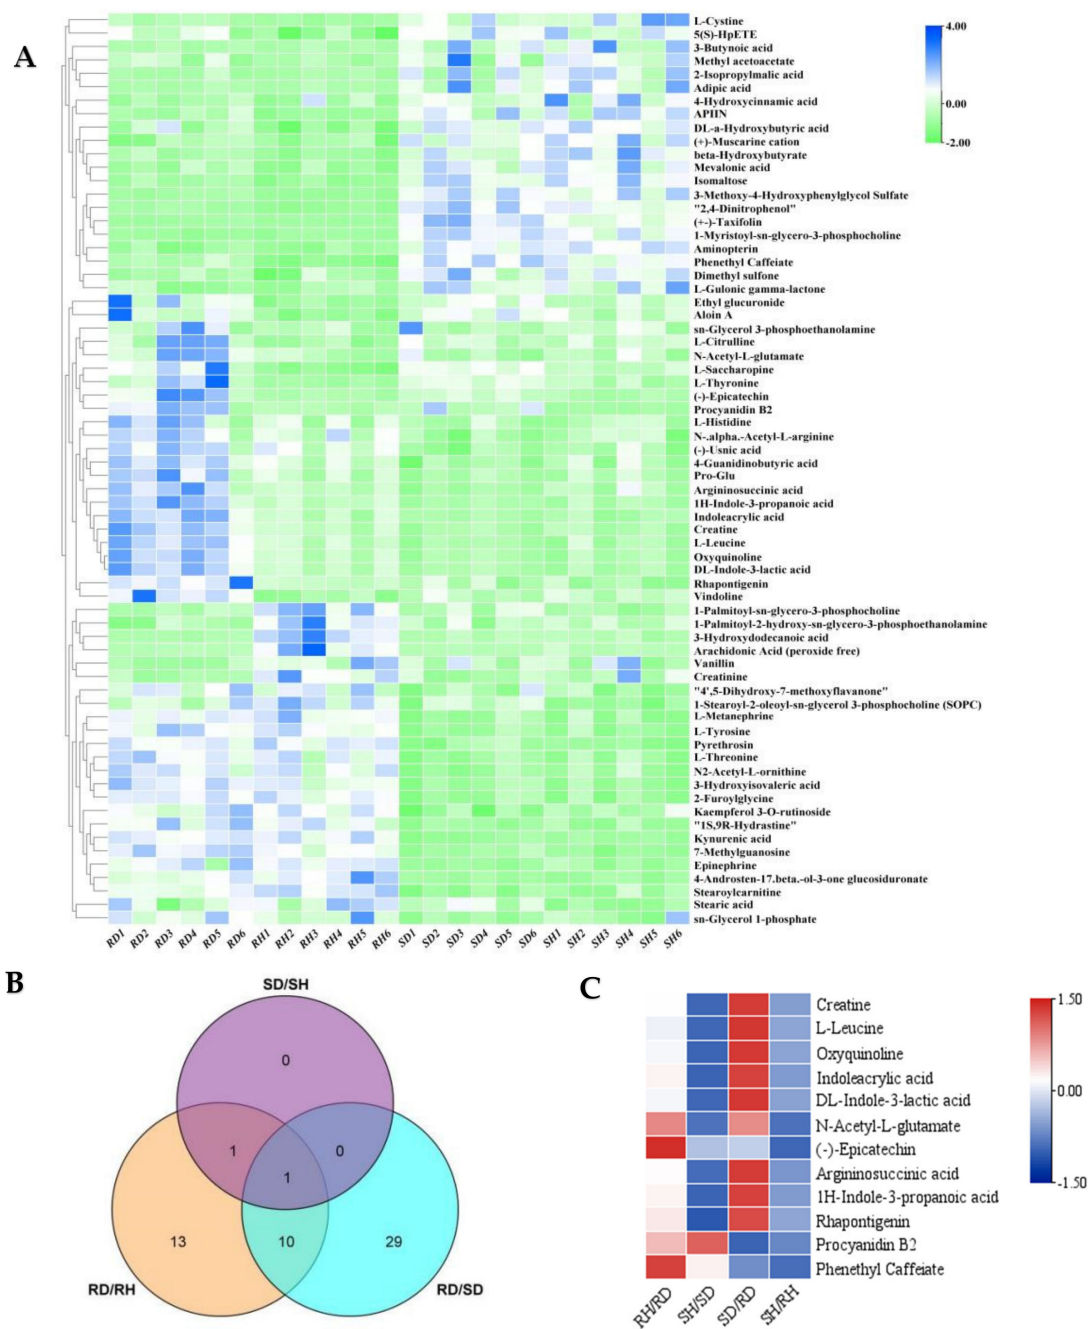 A
L-Cystine
5(S)-HpETE
3-Butynoic acid
Methyl acetoacetate
2-Isopropylmalic acid
Adipic acid
4-Hydroxycinnamic acid
APIIN
DL-a-Hydroxybutyric acid
(+)-Muscarine cation
beta-Hydroxybutyrate
Mevalonic acid
Isomaltose
3-Methoxy-4-Hydroxyphenylglycol Sulfate
"2,4-Dinitrophenol"
(+-)-Taxifolin
1-Myristoyl-sn-glycero-3-phosphocholine
Aminopterin
Phenethyl Caffeiate
Dimethyl sulfone
L-Gulonic gamma-lactone
Ethyl glucuronide
Aloin A
sn-Glycerol 3-phosphoethanolamine
L-Citrulline
N-Acetyl-L-glutamate
L-Saccharopine
L-Thyronine
(-)-Epicatechin
Procyanidin B2
L-Histidine
N-.alpha.-Acetyl-L-arginine
(-)-Usnic acid
4-Guanidinobutyric acid
Pro-Glu
Argininosuccinic acid
1H-Indole-3-propanoic acid
Indoleacrylic acid
Creatine
L-Leucine
Oxyquinoline
DL-Indole-3-lactic acid
Rhapontigenin
Vindoline
1-Palmitoyl-sn-glycero-3-phosphocholine
1-Palmitoyl-2-hydroxy-sn-glycero-3-phosphoethanolamine
3-Hydroxydodecanoic acid
Arachidonic Acid (peroxide free)
Vanillin
Creatinine
"4',5-Dihydroxy-7-methoxyflavanone"
1-Stearoyl-2-oleoyl-sn-glycerol 3-phosphocholine (SOPC)
L-Metanephrine
L-Tyrosine
Pyrethrosin
L-Threonine
N2-Acetyl-L-ornithine
3-Hydroxyisovaleric acid
2-Furoylglycine
Kaempferol 3-O-rutinoside
"1S,9R-Hydrastine"
Kynurenic acid
7-Methylguanosine
Epinephrine
4-Androsten-17.beta.-ol-3-one glucosiduronate
Stearoylcarnitine
Stearic acid
sn-Glycerol 1-phosphate
4.00
0.00
-2.00
RD1 RD2 RD3 RD4 RD5 RD6 RH1 RH2 RH3 RH4 RH5 RH6 SD1 SD2 SD3 SD4 SD5 SD6 SH1 SH2 SH3 SH4 SH5 SH6
B
SD/SH
0
1
0
1
13
10
29
RD/RH
RD/SD
C
Creatine
L-Leucine
Oxyquinoline
Indoleacrylic acid
DL-Indole-3-lactic acid
N-Acetyl-L-glutamate
(-)-Epicatechin
Argininosuccinic acid
1H-Indole-3-propanoic acid
Rhapontigenin
Procyanidin B2
Phenethyl Caffeiate
RH/RD SH/SD SD/RD SH/RH
1.50
0.00
-1.50